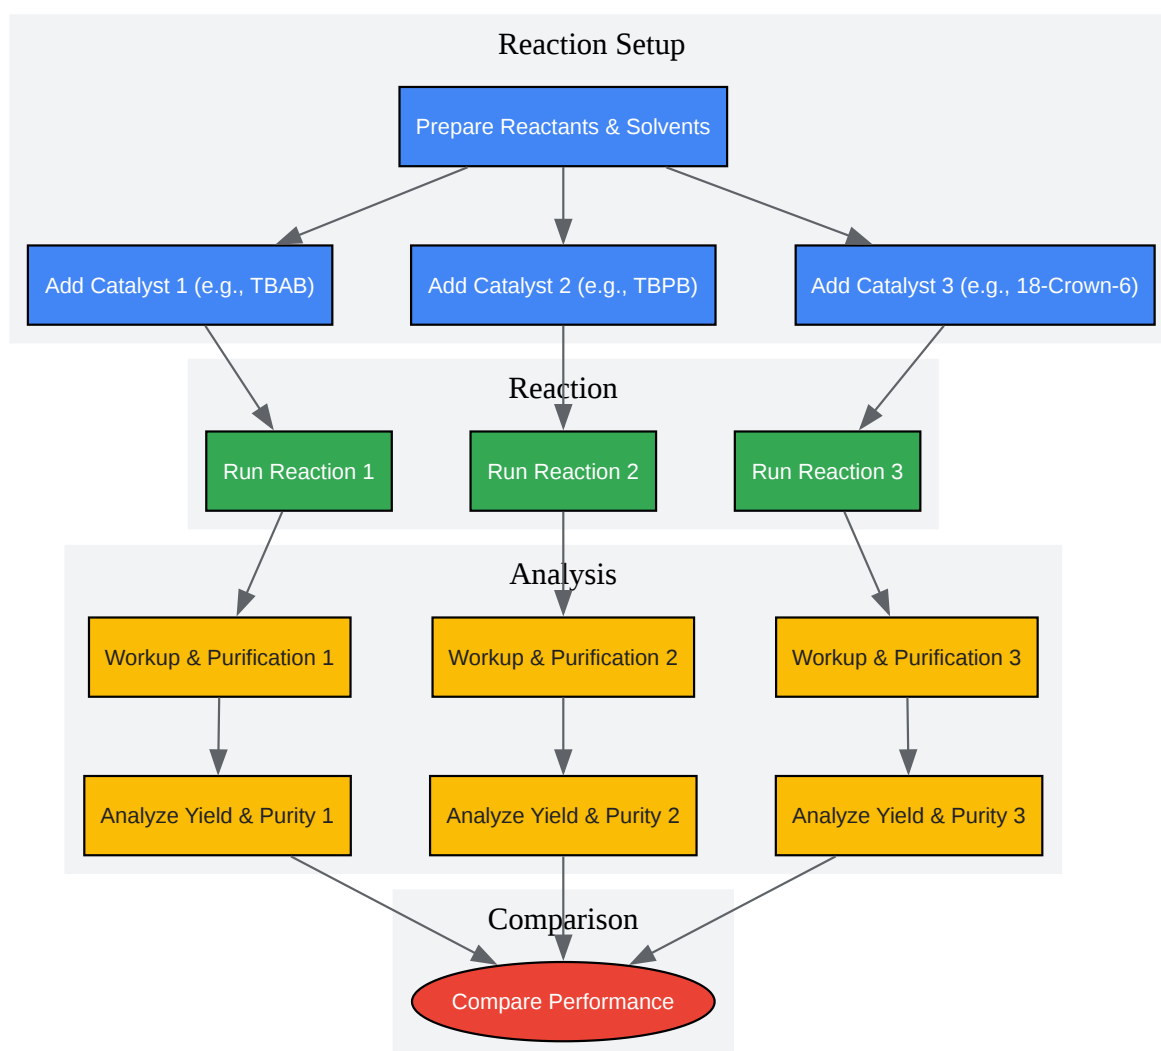 Reaction Setup
Prepare Reactants & Solvents
Add Catalyst 1 (e.g., TBAB)
Add Catalyst 2 (e.g., TBPB)
Add Catalyst 3 (e.g., 18-Crown-6)
Reaction
Run Reaction 1
Run Reaction 2
Run Reaction 3
Analysis
Workup & Purification 1
Workup & Purification 2
Workup & Purification 3
Analyze Yield & Purity 1
Analyze Yield & Purity 2
Analyze Yield & Purity 3
Comparison
Compare Performance